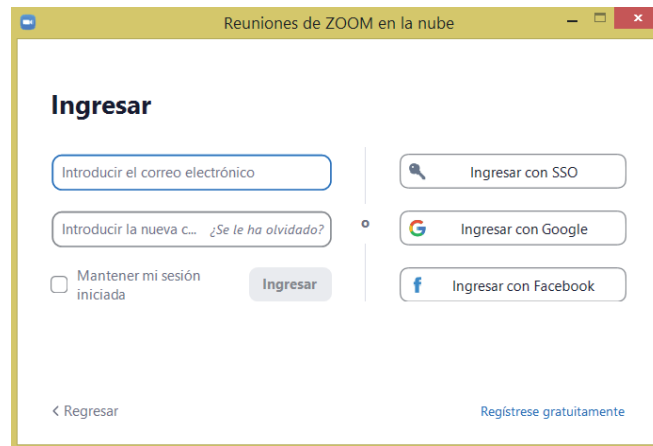 Reuniones de ZOOM en la nube
Ingresar
Introducir el correo electrónico
Introducir la nueva c... ¿Se le ha olvidado?
Mantener mi sesión
iniciada
Ingresar
o
Ingresar con SSO
Ingresar con Google
Ingresar con Facebook
< Regresar
Regístrese gratuitamente